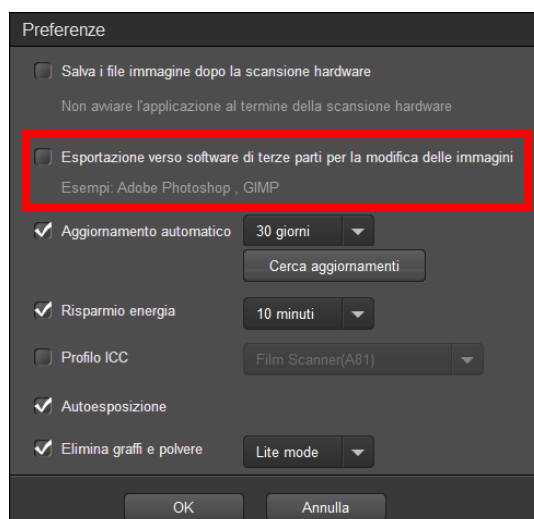 Preferenze
Salva i file immagine dopo la scansione hardware
Non avviare l'applicazione al termine della scansione hardware
Esportazione verso software di terze parti per la modifica delle immagini
Esempi: Adobe Photoshop , GIMP
Aggiornamento automatico 30 giorni
Cerca aggiornamenti
Risparmio energia 10 minuti
Profilo ICC Film Scanner(A81)
Autoesposizione
Elimina graffi e polvere Lite mode
OK Annulla